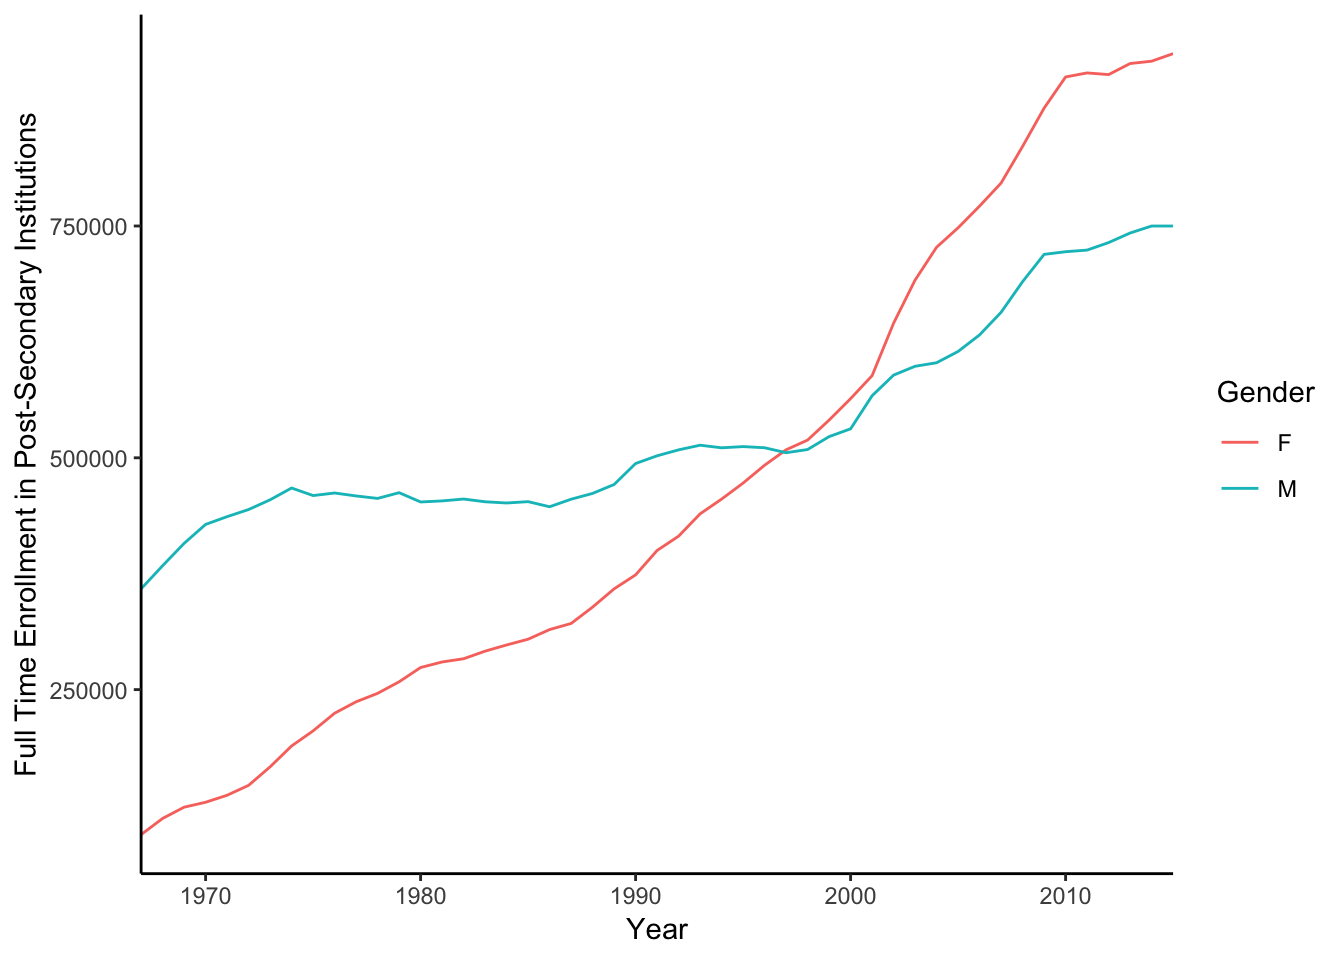 Full Time Enrollment in Post-Secondary Institutions
750000
500000
250000
1970 1980 1990 2000 2010
Year
Gender
F
M